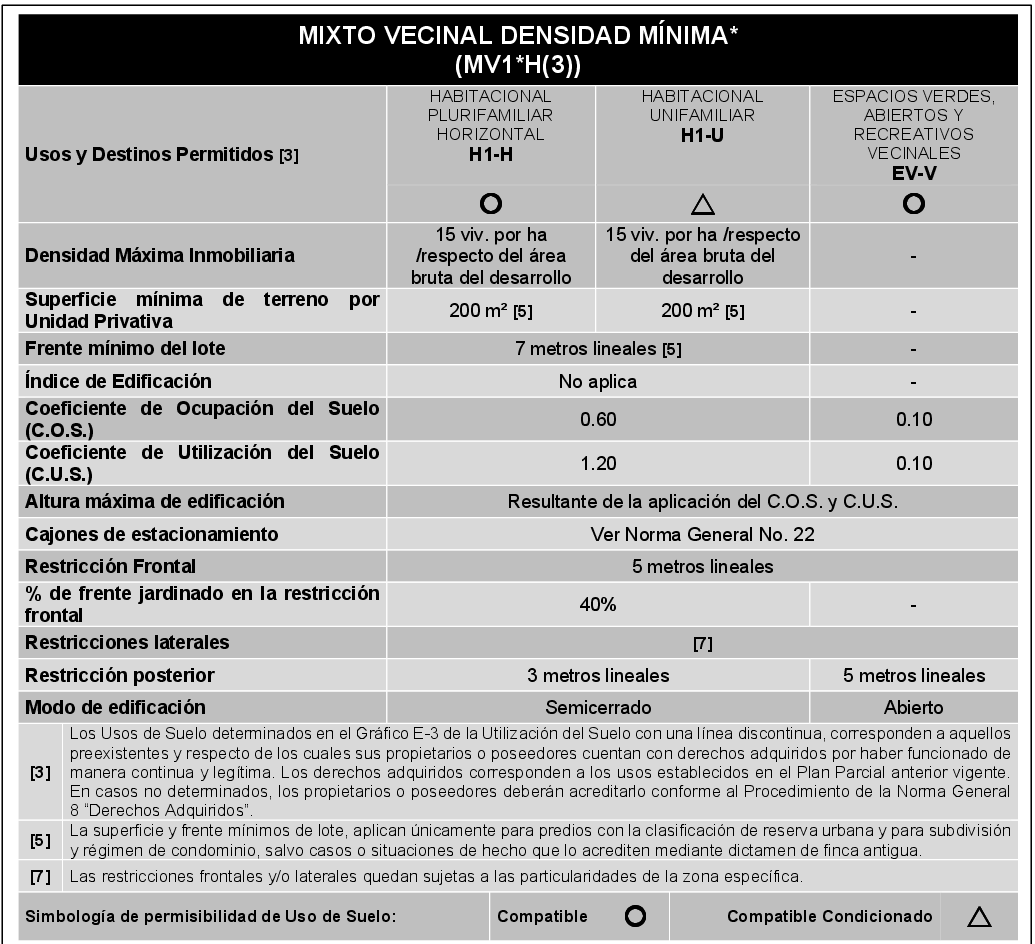 MIXTO VECINAL DENSIDAD MÍNIMA*
(MV1*H(3))
Usos y Destinos Permitidos [3]
HABITACIONAL
PLURIFAMILIAR
HORIZONTAL
H1-H
HABITACIONAL
UNIFAMILIAR
H1-U
ESPACIOS VERDES,
ABIERTOS Y
RECREATIVOS
VECINALES
EV-V
Densidad Máxima Inmobiliaria
15 viv. por ha
/respecto del área
bruta del desarrollo
15 viv. por ha /respecto
del área bruta del
desarrollo
-
Superficie mínima de terreno por
Unidad Privativa
200 m² [5]
200 m² [5]
-
Frente mínimo del lote
7 metros lineales [5]
-
Índice de Edificación
No aplica
-
Coeficiente de Ocupación del Suelo
(C.O.S.)
0.60
0.10
Coeficiente de Utilización del Suelo
(C.U.S.)
1.20
0.10
Altura máxima de edificación
Resultante de la aplicación del C.O.S. y C.U.S.
Cajones de estacionamiento
Ver Norma General No. 22
Restricción Frontal
5 metros lineales
% de frente jardinado en la restricción
frontal
40%
-
Restricciones laterales
[7]
Restricción posterior
3 metros lineales
5 metros lineales
Modo de edificación
Semicerrado
Abierto
[3]
Los Usos de Suelo determinados en el Gráfico E-3 de la Utilización del Suelo con una línea discontinua, corresponden a aquellos
preexistentes y respecto de los cuales sus propietarios o poseedores cuentan con derechos adquiridos por haber funcionado de
manera continua y legítima. Los derechos adquiridos corresponden a los usos establecidos en el Plan Parcial anterior vigente.
En casos no determinados, los propietarios o poseedores deberán acreditarlo conforme al Procedimiento de la Norma General
8 “Derechos Adquiridos”.
[5]
La superficie y frente mínimos de lote, aplican únicamente para predios con la clasificación de reserva urbana y para subdivisión
y régimen de condominio, salvo casos o situaciones de hecho que lo acrediten mediante dictamen de finca antigua.
[7]
Las restricciones frontales y/o laterales quedan sujetas a las particularidades de la zona específica.
Simbología de permisibilidad de Uso de Suelo:
Compatible
Compatible Condicionado